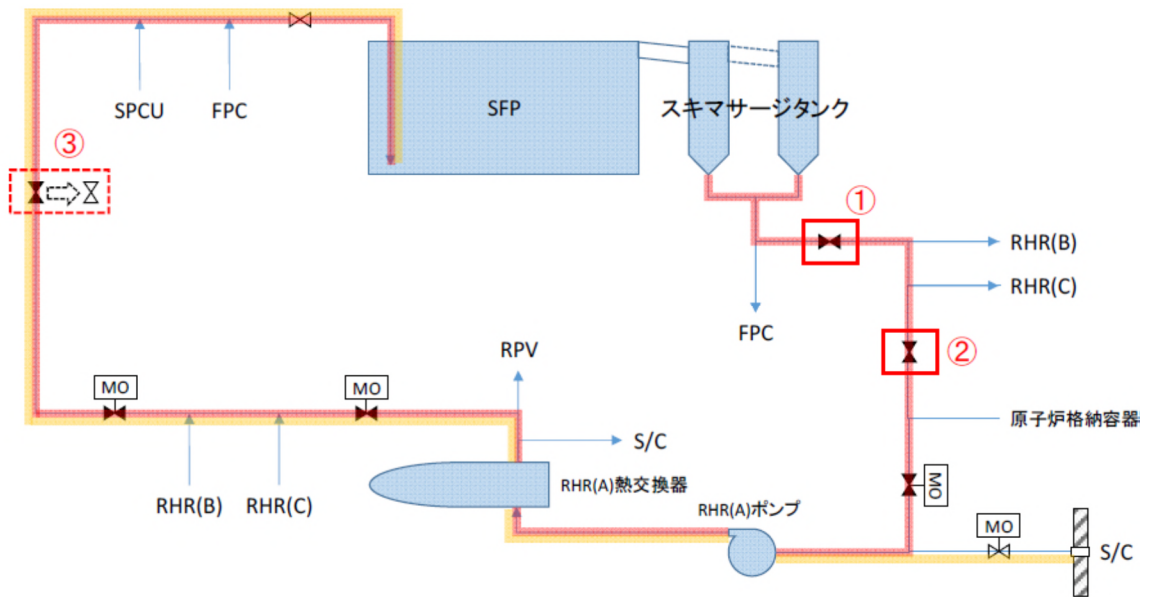 SPCU
FPC
SFP
スキマサージタンク
③
①
RHR(B)
RHR(C)
FPC
②
RPV
MO
MO
S/C
原子炉格納容器
RHR(B)
RHR(C)
RHR(A)熱交換器
MO
RHR(A)ポンプ
MO
S/C